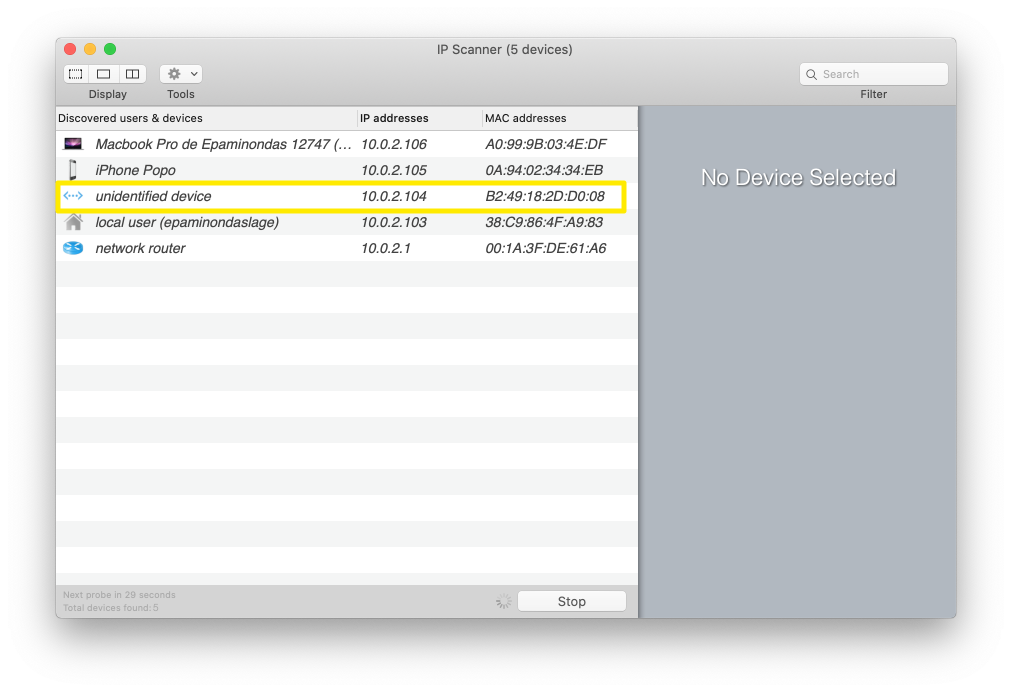 IP Scanner (5 devices)
Display
Tools
Search
Filter
Discovered users & devices IP addresses MAC addresses
Macbook Pro de Epaminondas 12747 (... 10.0.2.106 A0:99:9B:03:4E:DF
iPhone Popo 10.0.2.105 0A:94:02:34:34:EB
unidentified device 10.0.2.104 B2:49:18:2D:D0:08
local user (epaminondaslage) 10.0.2.103 38:C9:86:4F:A9:83
network router 10.0.2.1 00:1A:3F:DE:61:A6
No Device Selected
Next probe in 29 seconds
Total devices found: 5
Stop